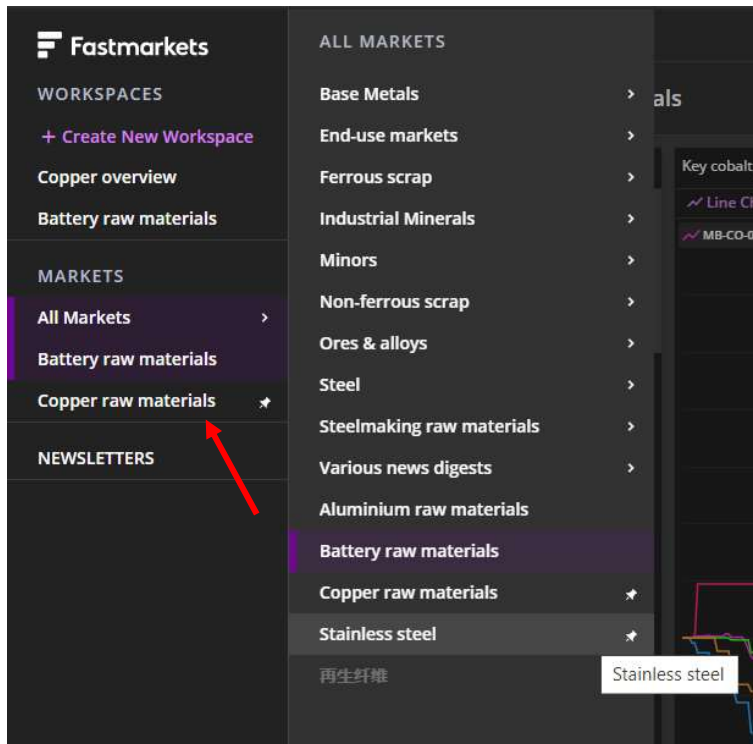 Fastmarkets
WORKSPACES
+ Create New Workspace
Copper overview
Battery raw materials
MARKETS
All Markets
Battery raw materials
Copper raw materials
NEWSLETTERS
ALL MARKETS
Base Metals
End-use markets
Ferrous scrap
Industrial Minerals
Minors
Non-ferrous scrap
Ores & alloys
Steel
Steelmaking raw materials
Various news digests
Aluminium raw materials
Battery raw materials
Copper raw materials
Stainless steel
再生纤维
Stainless steel
als
Key cobalt
Line Ch
MB-CO-0